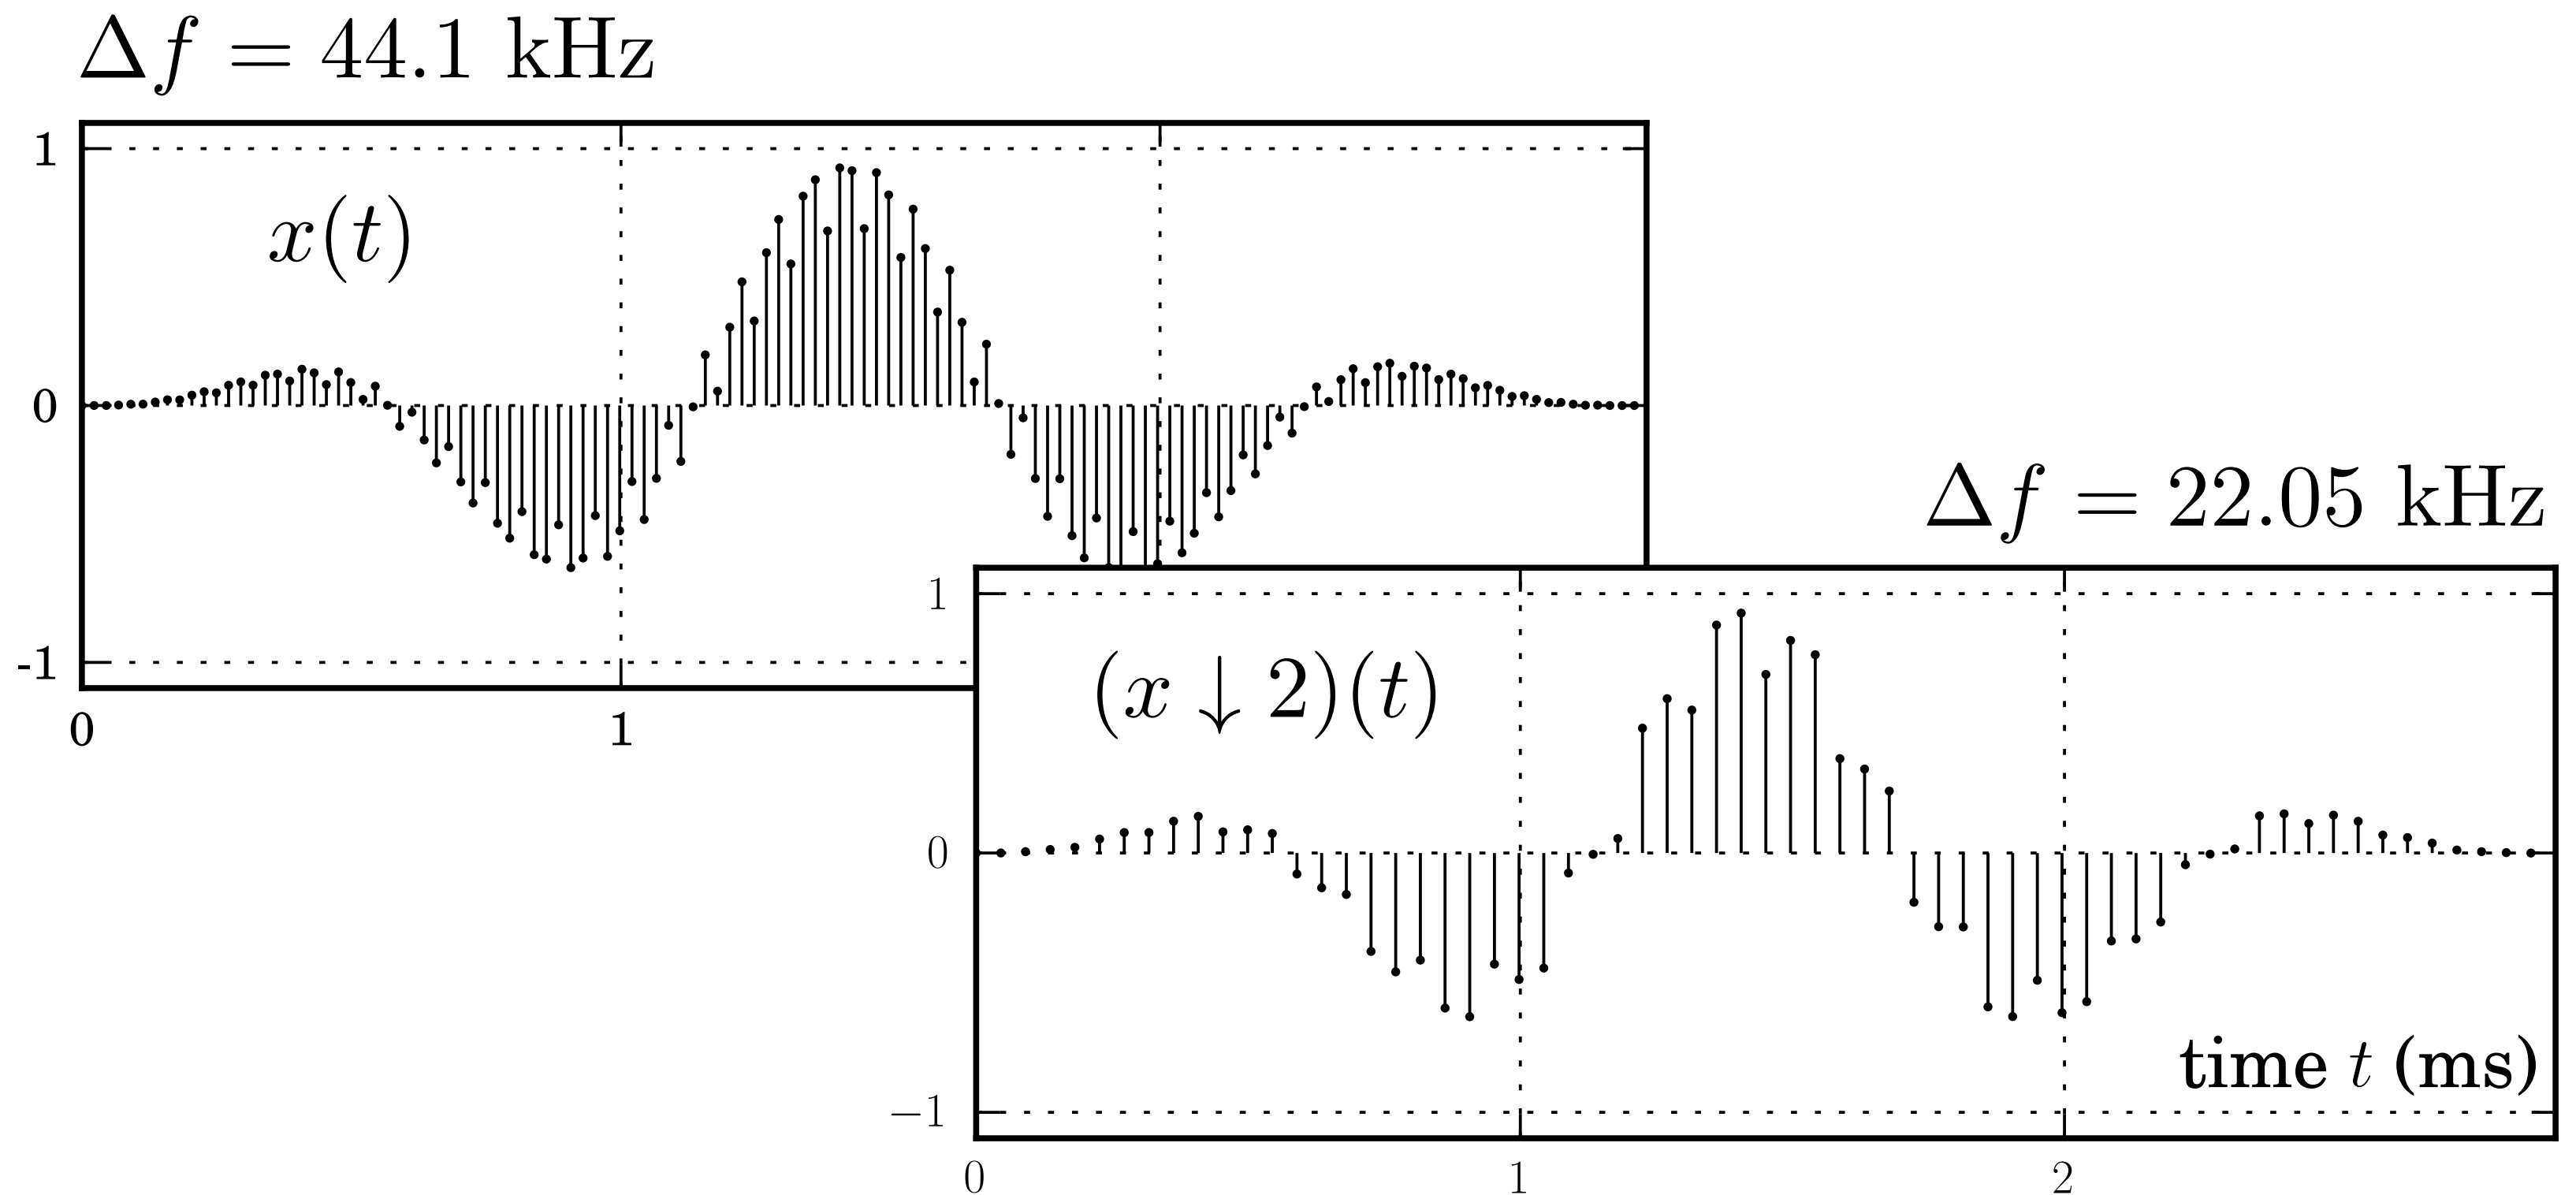 Δf = 44.1 kHz
1
x(t)
0
-1
0 1
Δf = 22.05 kHz
1
(x ↓ 2)(t)
0
time t (ms)
−1
0 1 2